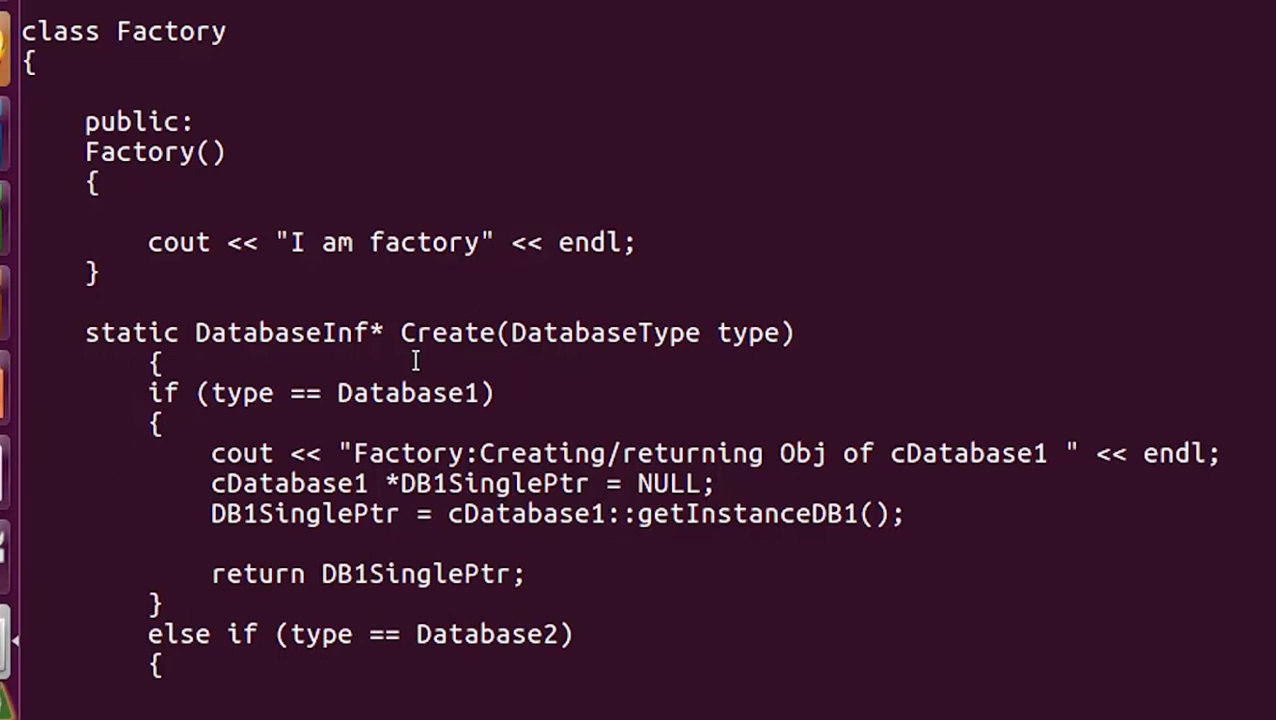 class Factory
{
public:
Factory()
{
cout << "I am factory" << endl;
}
static DatabaseInf* Create(DatabaseType type)
{
if (type == Database1)
{
cout << "Factory:Creating/returning Obj of cDatabase1 " << endl;
cDatabase1 *DB1SinglePtr = NULL;
DB1SinglePtr = cDatabase1::getInstanceDB1();
return DB1SinglePtr;
}
else if (type == Database2)
{